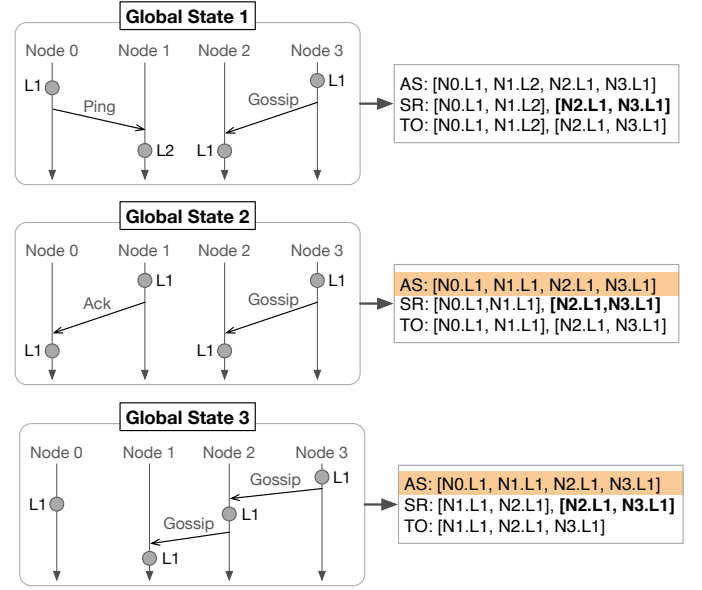 Global State 1
Node 0 Node 1 Node 2 Node 3
L1 L1
Ping Gossip
L2 L1
AS: [N0.L1, N1.L2, N2.L1, N3.L1]
SR: [N0.L1, N1.L2], [N2.L1, N3.L1]
TO: [N0.L1, N1.L2], [N2.L1, N3.L1]
Global State 2
Node 0 Node 1 Node 2 Node 3
L1 L1
Ack Gossip
L1 L1
AS: [N0.L1, N1.L1, N2.L1, N3.L1]
SR: [N0.L1,N1.L1], [N2.L1,N3.L1]
TO: [N0.L1, N1.L1], [N2.L1, N3.L1]
Global State 3
Node 0 Node 1 Node 2 Node 3
Gossip L1
L1 L1
Gossip
L1
AS: [N0.L1, N1.L1, N2.L1, N3.L1]
SR: [N1.L1, N2.L1], [N2.L1, N3.L1]
TO: [N1.L1, N2.L1, N3.L1]